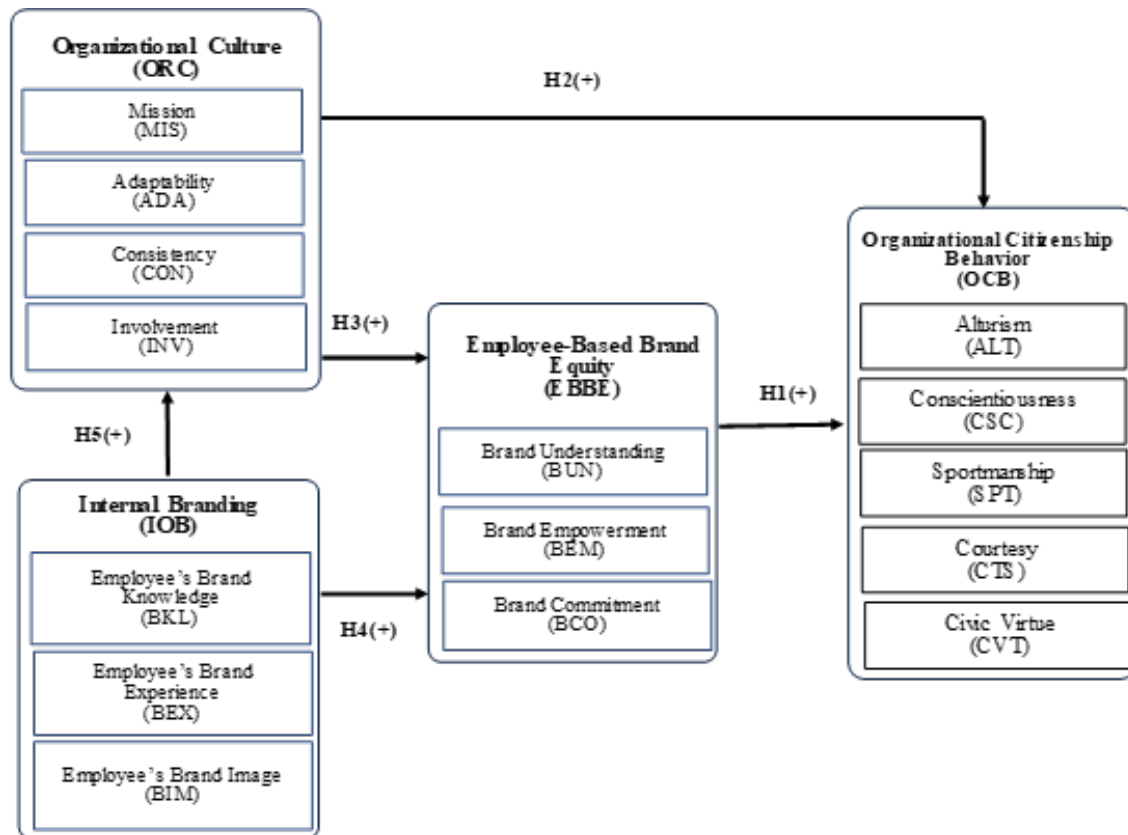 Organizational Culture
(ORC)
Mission
(MIS)
Adaptability
(ADA)
Consistency
(CON)
Involvement
(INV)
H2(+)
H3(+)
H5(+)
Internal Branding
(IOB)
Employee's Brand
Knowledge
(BKL)
Employee's Brand
Experience
(BEX)
Employee's Brand Image
(BIM)
H4(+)
Employee-Based Brand
Equity
(EBBE)
Brand Understanding
(BUN)
Brand Empowerment
(BEM)
Brand Commitment
(BCO)
H1(+)
Organizational Citizenship
Behavior
(OCB)
Alturism
(ALT)
Conscientiousness
(CSC)
Sportmanship
(SPT)
Courtesy
(CTS)
Civic Virtue
(CVT)